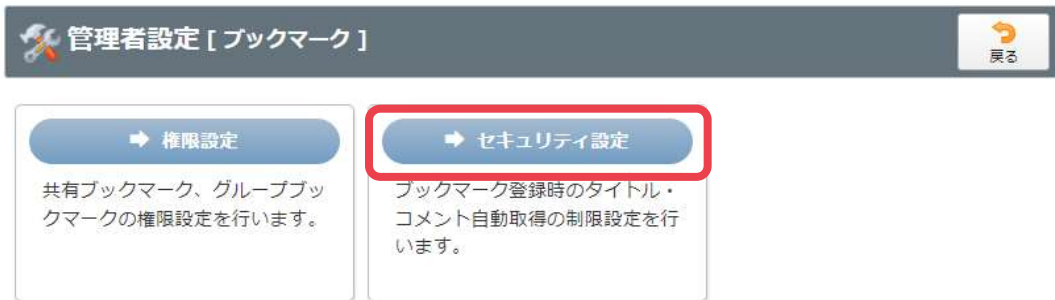 管理者設定 [ ブックマーク ]
戻る
権限設定
共有ブックマーク、グループブッ
クマークの権限設定を行います。
セキュリティ設定
ブックマーク登録時のタイトル・
コメント自動取得の制限設定を行
います。